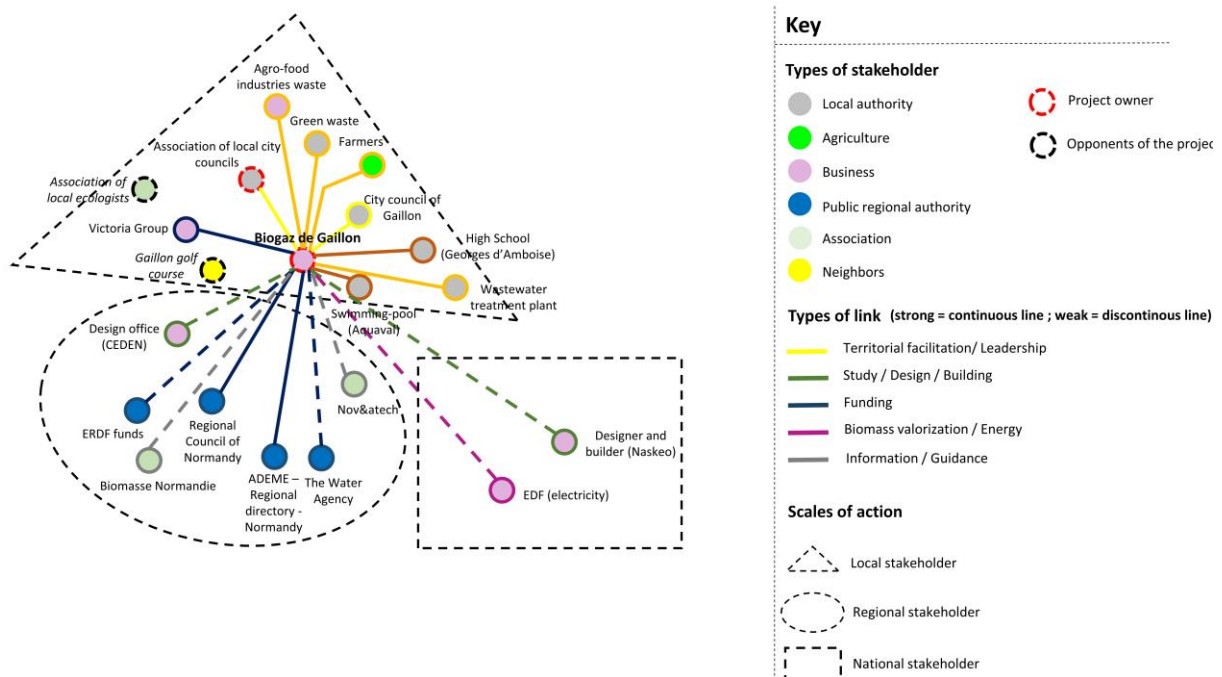 Agro-food
industries waste
Green waste
Farmers
Association of local city
councils
Association of
local ecologists
City council of
Gaillon
Victoria Group
Biogaz de Gaillon
High School
(Georges d'Amboise)
Gaillon golf
course
Wastewater
treatment plant
Swimming-pool
(Aquaval)
Design office
(CEDEN)
Nov&atech
ERDF funds
Regional
Council of
Normandy
Designer and
builder (Naskeo)
Biomasse Normandie
ADEME –
Regional
directory -
Normandy
The Water
Agency
EDF (electricity)
Key
Types of stakeholder
Local authority
Project owner
Agriculture
Opponents of the projec
Business
Public regional authority
Association
Neighbors
Types of link (strong = continuous line ; weak = discontinous line)
Territorial facilitation/ Leadership
Study / Design / Building
Funding
Biomass valorization / Energy
Information / Guidance
Scales of action
Local stakeholder
Regional stakeholder
National stakeholder